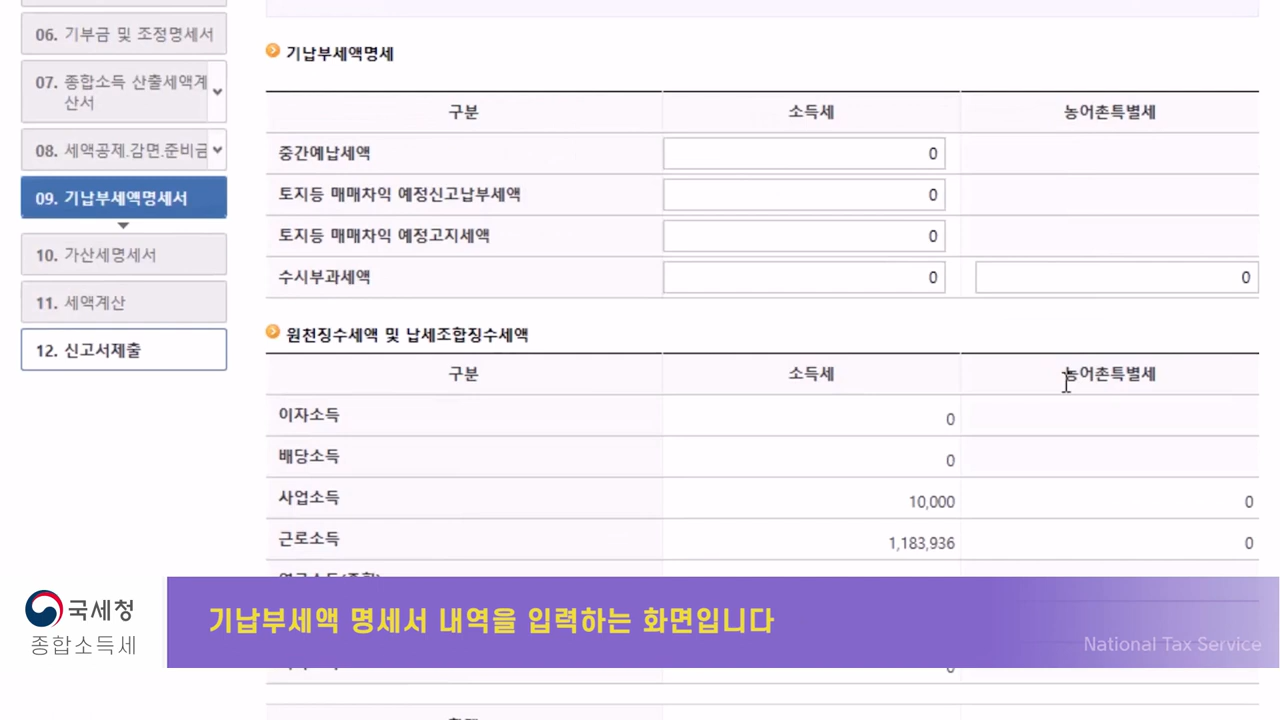 06. 기부금 및 조정명세서
07. 종합소득 산출세액계
산서
08. 세액공제.감면.준비금
09. 기납부세액명세서
10. 가산세명세서
11. 세액계산
12. 신고서제출
기납부세액명세
구분 소득세 농어촌특별세
중간예납세액 0
토지등 매매차익 예정신고납부세액 0
토지등 매매차익 예정고지세액 0
수시부과세액 0 0
원천징수세액 및 납세조합징수세액
구분 소득세 농어촌특별세
이자소득 0
배당소득 0
사업소득 10,000 0
근로소득 1,183,936 0
국세청
종합소득세
기납부세액 명세서 내역을 입력하는 화면입니다
National Tax Service